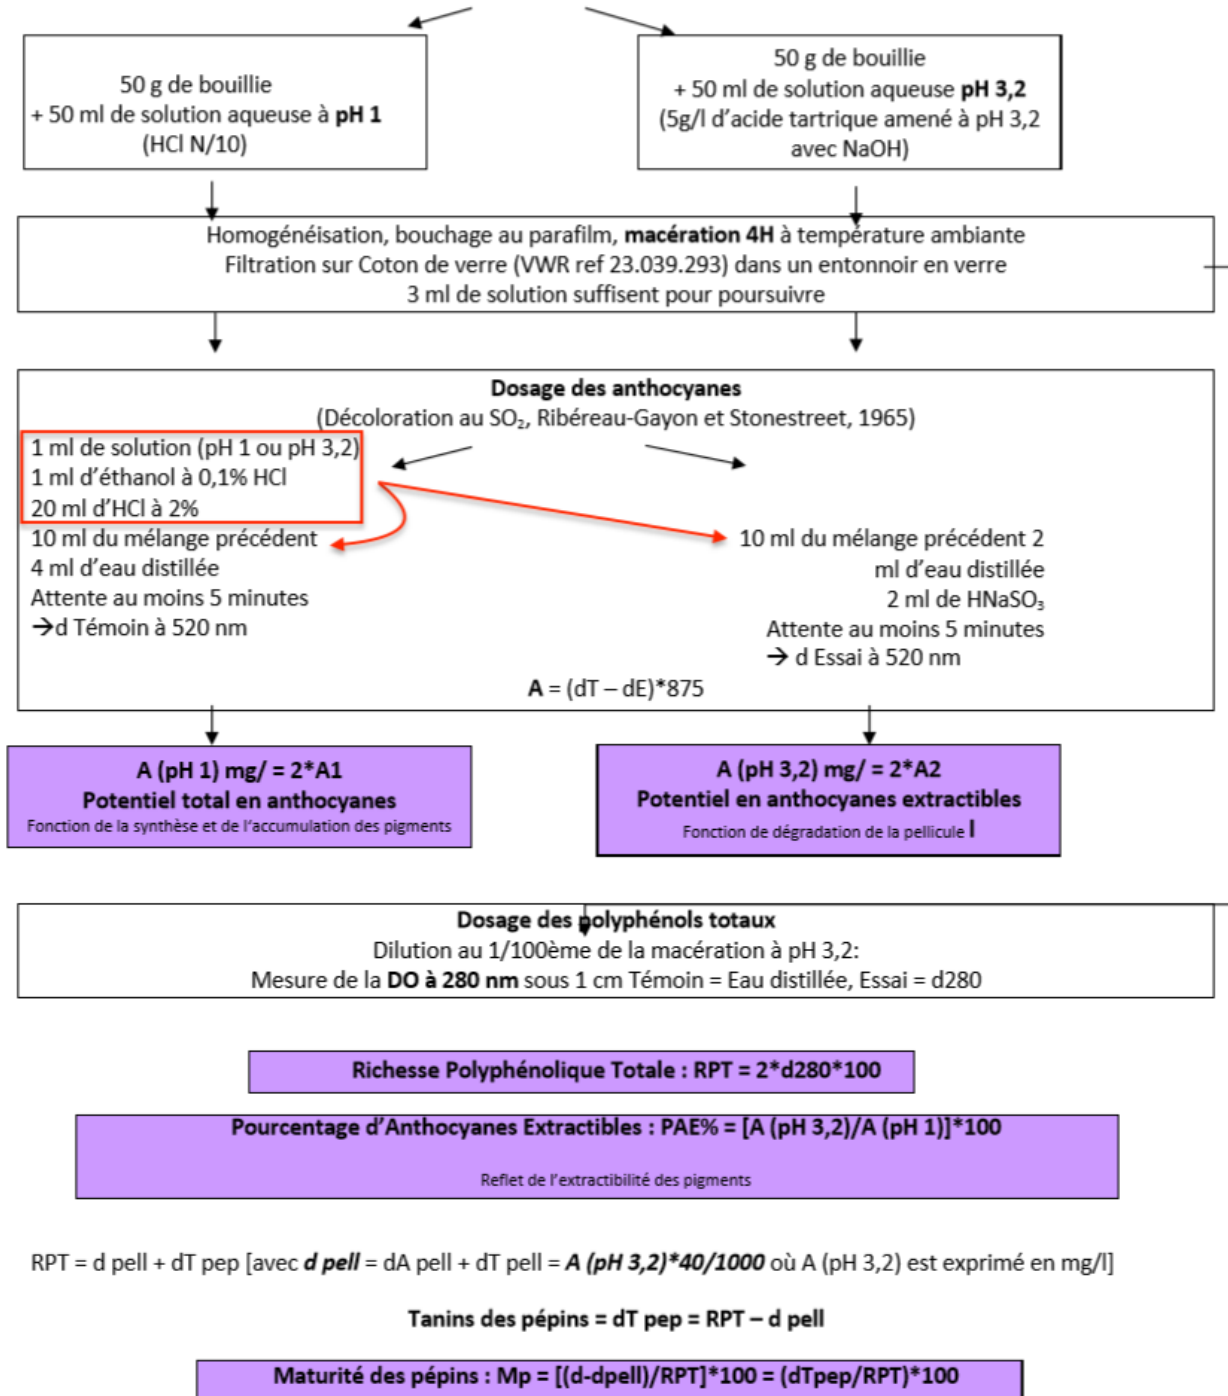 50 g de bouillie
+ 50 ml de solution aqueuse à pH 1
(HCl N/10)
50 g de bouillie
+ 50 ml de solution aqueuse pH 3,2
(5g/l d'acide tartrique amené à pH 3,2
avec NaOH)
Homogénéisation, bouchage au parafilm, macération 4H à température ambiante
Filtration sur Coton de verre (VWR ref 23.039.293) dans un entonnoir en verre
3 ml de solution suffisent pour poursuivre
Dosage des anthocyanes
(Décoloration au SO₂, Ribéreau-Gayon et Stonestreet, 1965)
1 ml de solution (pH 1 ou pH 3,2)
1 ml d'éthanol à 0,1% HCl
20 ml d'HCl à 2%
10 ml du mélange précédent
4 ml d'eau distillée
Attente au moins 5 minutes
→d Témoin à 520 nm
10 ml du mélange précédent 2
ml d'eau distillée
2 ml de HNaSO₃
Attente au moins 5 minutes
→ d Essai à 520 nm
A = (dT – dE)*875
A (pH 1) mg/ = 2*A1
Potentiel total en anthocyanes
Fonction de la synthèse et de l'accumulation des pigments
A (pH 3,2) mg/ = 2*A2
Potentiel en anthocyanes extractibles
Fonction de dégradation de la pellicule l
Dosage des polyphénols totaux
Dilution au 1/100ème de la macération à pH 3,2:
Mesure de la DO à 280 nm sous 1 cm Témoin = Eau distillée, Essai = d280
Richesse Polyphénolique Totale : RPT = 2*d280*100
Pourcentage d'Anthocyanes Extractibles : PAE% = [A (pH 3,2)/A (pH 1)]*100
Reflet de l'extractibilité des pigments
RPT = d pell + dT pep [avec d pell = dA pell + dT pell = A (pH 3,2)*40/1000 où A (pH 3,2) est exprimé en mg/l]
Tanins des pépins = dT pep = RPT – d pell
Maturité des pépins : Mp = [(d-dpell)/RPT]*100 = (dTpep/RPT)*100